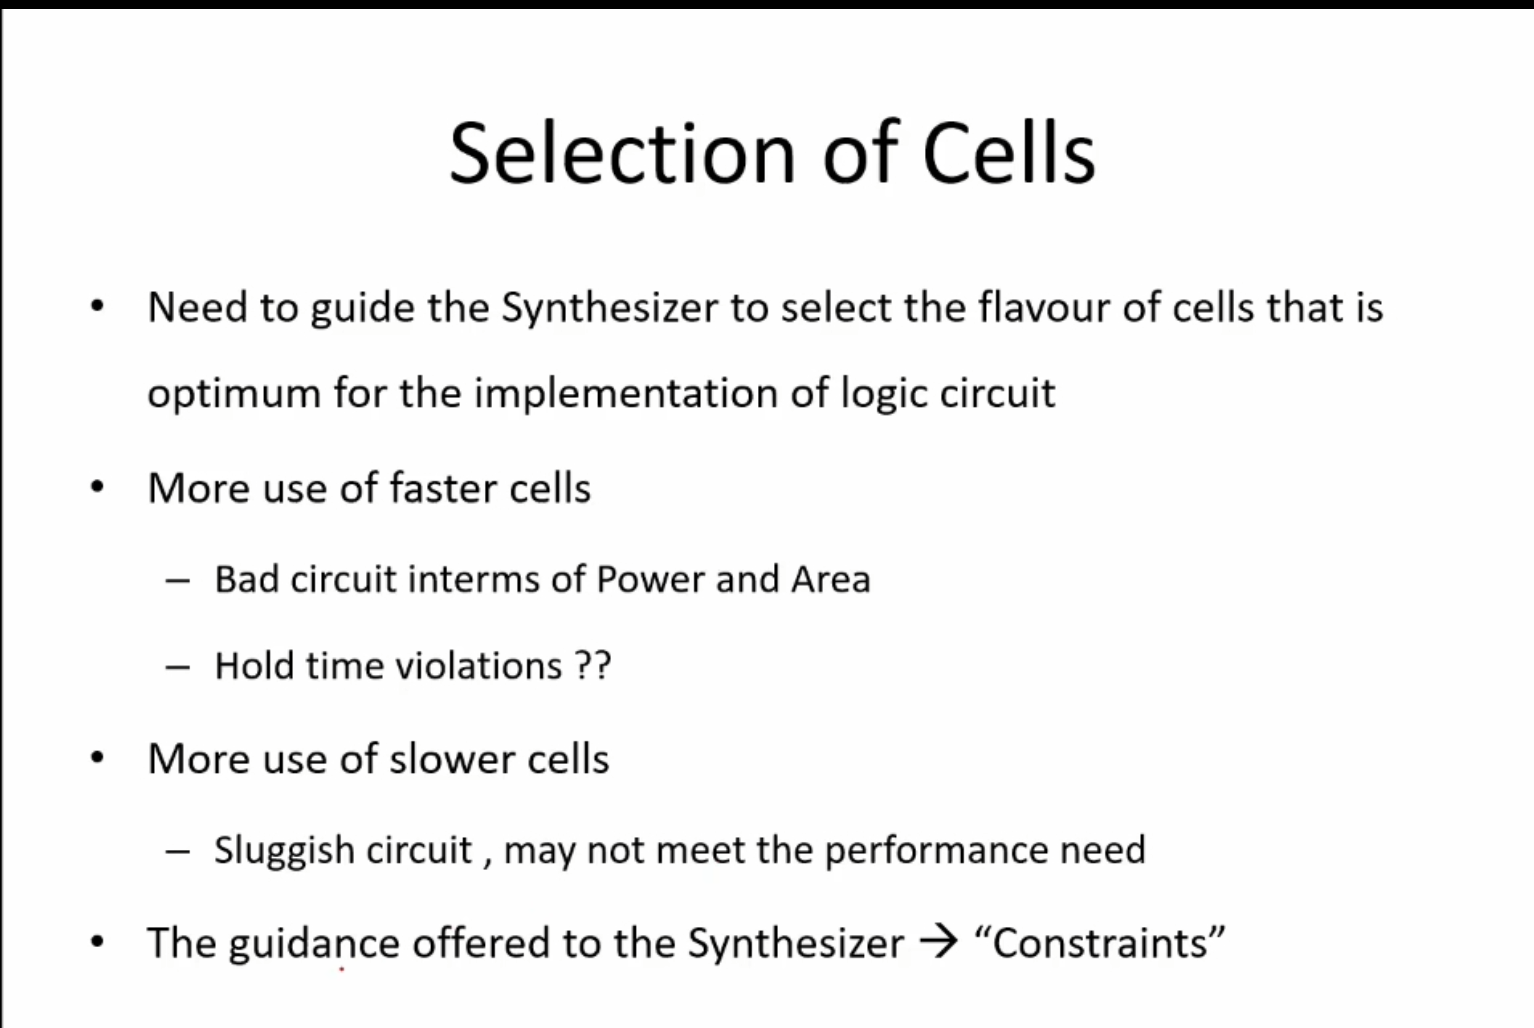 Selection of Cells
• Need to guide the Synthesizer to select the flavour of cells that is
optimum for the implementation of logic circuit
• More use of faster cells
– Bad circuit interms of Power and Area
– Hold time violations ??
• More use of slower cells
– Sluggish circuit , may not meet the performance need
• The guidance offered to the Synthesizer → “Constraints”